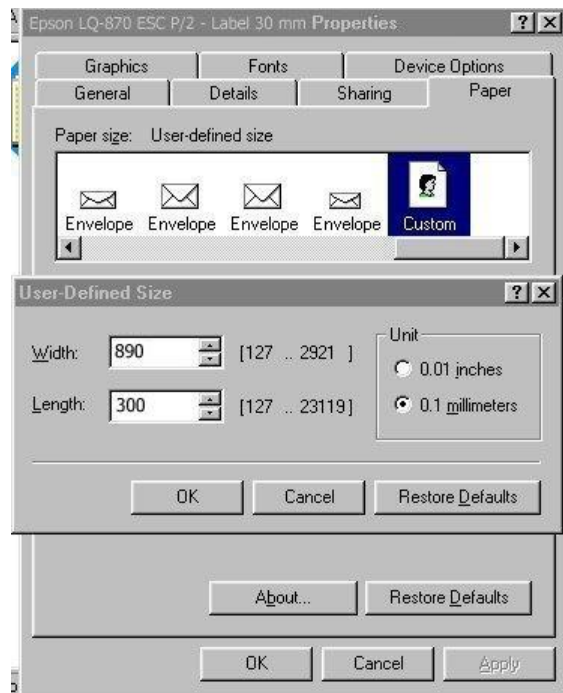 Epson LQ-870 ESC P/2 - Label 30 mm Properties
Graphics Fonts Device Options
General Details Sharing Paper
Paper size: User-defined size
Envelope Envelope Envelope Envelope Custom
User-Defined Size
Unit
Width: 890 [127 .. 2921 ]
0.01 inches
Length: 300 [127 .. 23119]
0.1 millimeters
OK Cancel Restore Defaults
About... Restore Defaults
OK Cancel Apply